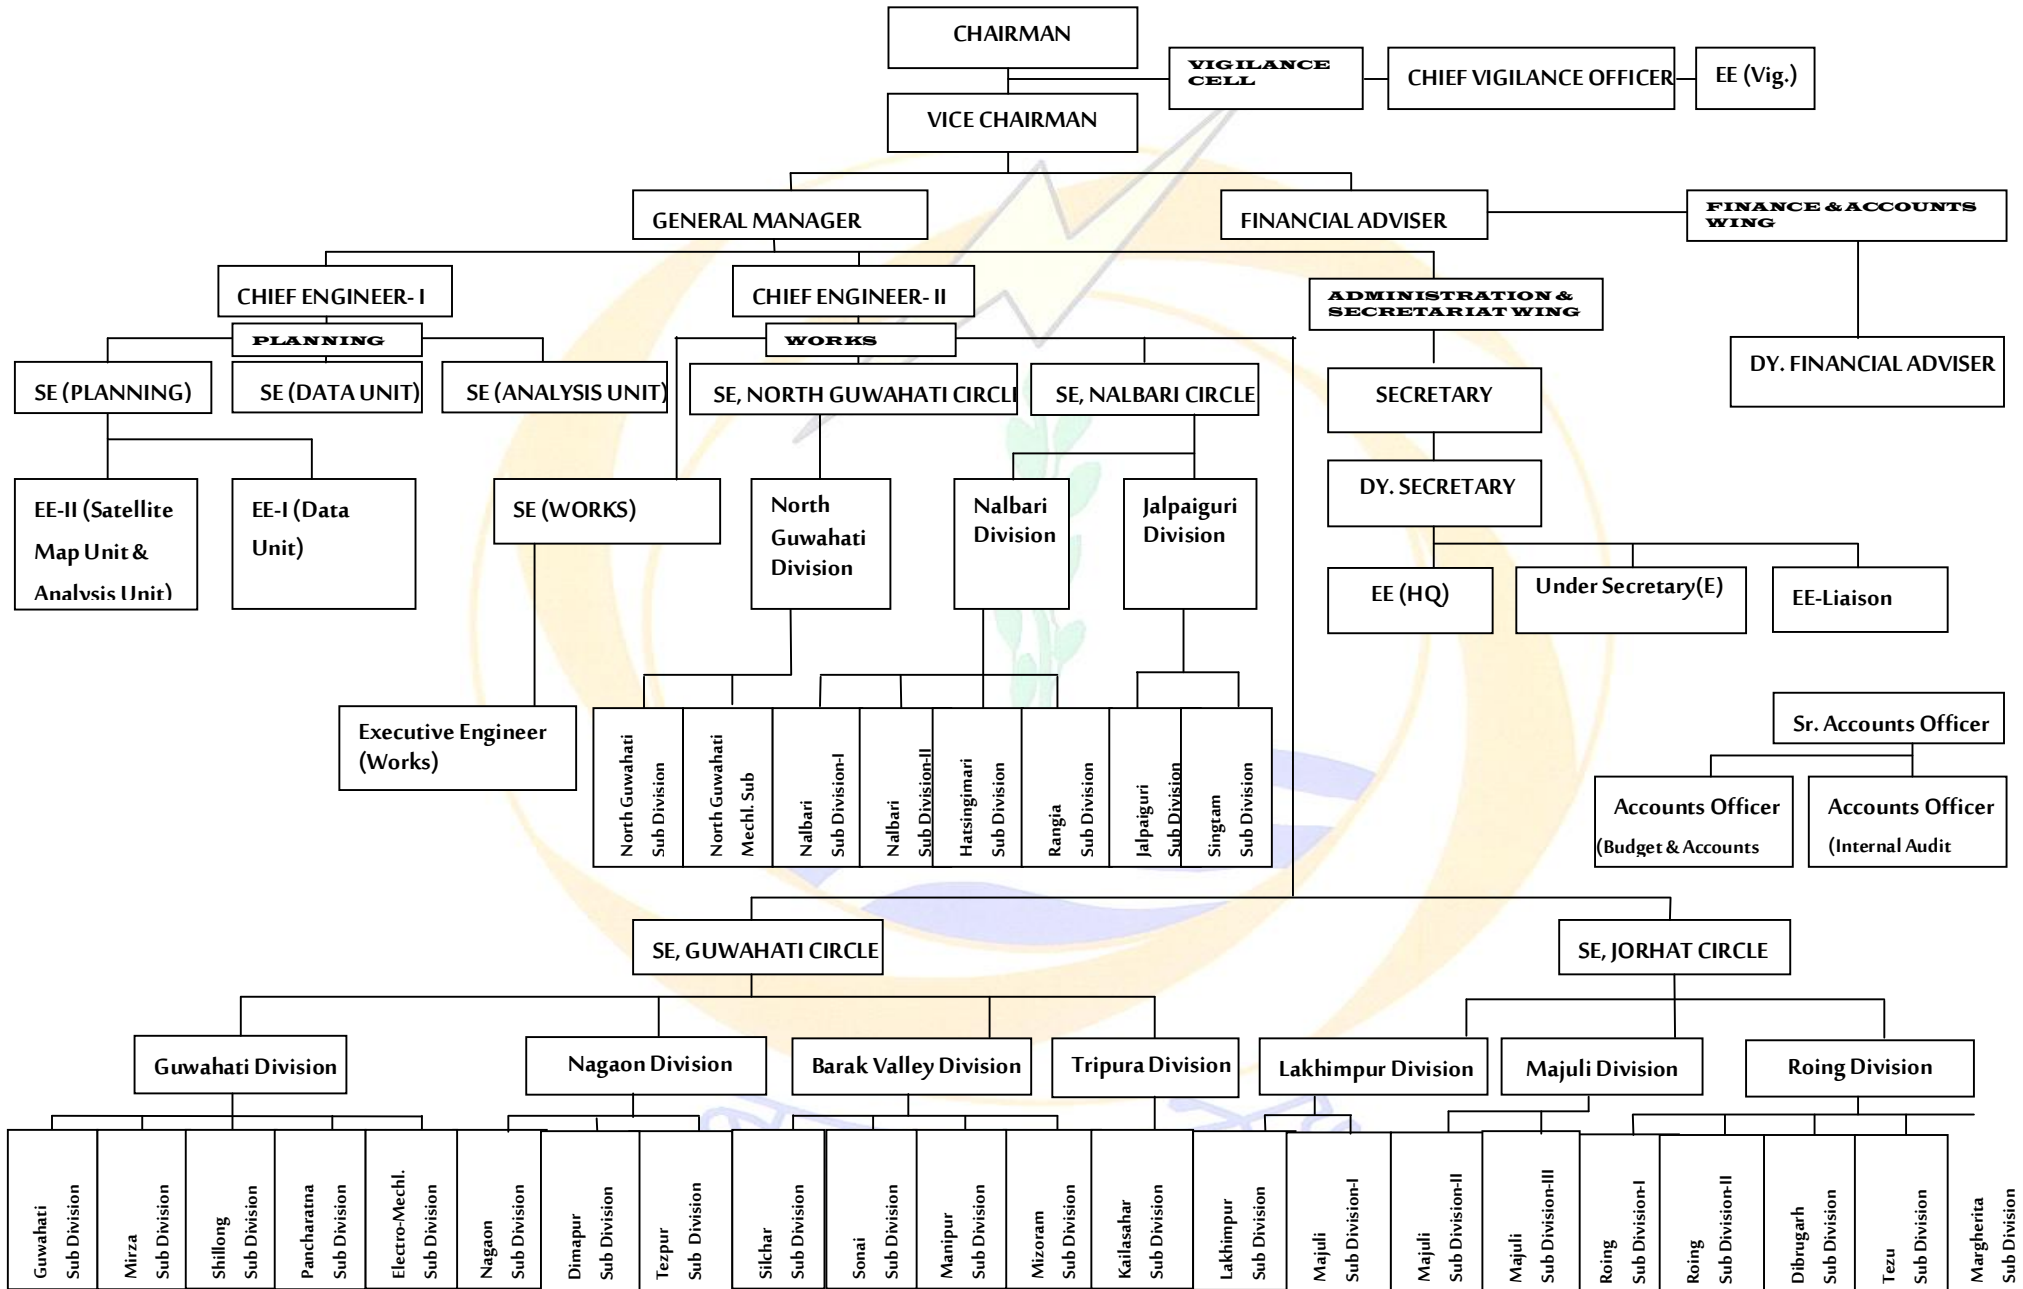 CHAIRMAN
VIGILANCE
CELL
CHIEF VIGILANCE OFFICER
EE (Vig.)
VICE CHAIRMAN
GENERAL MANAGER
FINANCIAL ADVISER
FINANCE & ACCOUNTS
WING
CHIEF ENGINEER- I
CHIEF ENGINEER- II
ADMINISTRATION &
SECRETARIAT WING
PLANNING
WORKS
DY. FINANCIAL ADVISER
SE (PLANNING)
SE (DATA UNIT)
SE (ANALYSIS UNIT)
SE, NORTH GUWAHATI CIRCL
SE, NALBARI CIRCLE
SECRETARY
DY. SECRETARY
EE-II (Satellite
Map Unit &
Analysis Unit)
EE-I (Data
Unit)
SE (WORKS)
North
Guwahati
Division
Nalbari
Division
Jalpaiguri
Division
EE (HQ)
Under Secretary(E)
EE-Liaison
Executive Engineer
(Works)
North Guwahati
Sub Division
North Guwahati
Mechl. Sub
Nalbari
Sub Division-I
Nalbari
Sub Division-II
Hatsingimari
Sub Division
Rangia
Sub Division
Jalpaiguri
Sub Division
Singtam
Sub Division
Sr. Accounts Officer
Accounts Officer
(Budget & Accounts
Accounts Officer
(Internal Audit
SE, GUWAHATI CIRCLE
SE, JORHAT CIRCLE
Guwahati Division
Nagaon Division
Barak Valley Division
Tripura Division
Lakhimpur Division
Majuli Division
Roing Division
Guwahati
Sub Division
Mirza
Sub Division
Shillong
Sub Division
Pancharatna
Sub Division
Electro-Mechl.
Sub Division
Nagaon
Sub Division
Dimapur
Sub Division
Tezpur
Sub Division
Silchar
Sub Division
Sonai
Sub Division
Manipur
Sub Division
Mizoram
Sub Division
Kailasahar
Sub Division
Lakhimpur
Sub Division
Majuli
Sub Division-I
Majuli
Sub Division-II
Majuli
Sub Division-III
Roing
Sub Division-I
Roing
Sub Division-II
Dibrugarh
Sub Division
Tezu
Sub Division
Margherita
Sub Division